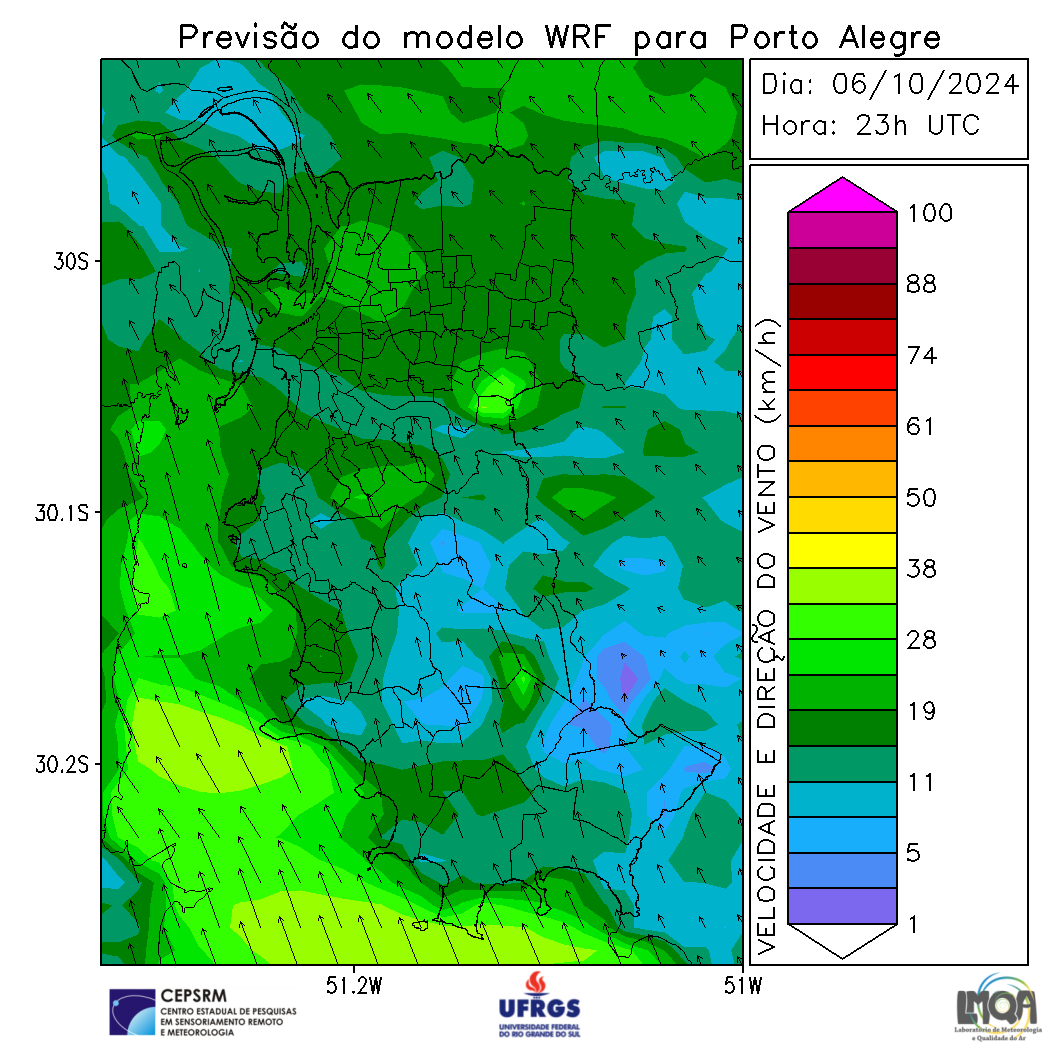 Previsão do modelo WRF para Porto Alegre
Dia: 06/10/2024
Hora: 23h UTC
30S
30.1S
30.2S
51.2W
51W
VELOCIDADE E DIREÇÃO DO VENTO (km/h)
100
88
74
61
50
38
28
19
11
5
1
CEPSRM
CENTRO ESTADUAL DE PESQUISAS
EM SENSORIAMENTO REMOTO
E METEOROLOGIA
UFRGS
UNIVERSIDADE FEDERAL
DO RIO GRANDE DO SUL
LMQA
Laboratório de Meteorologia
e Qualidade do Ar